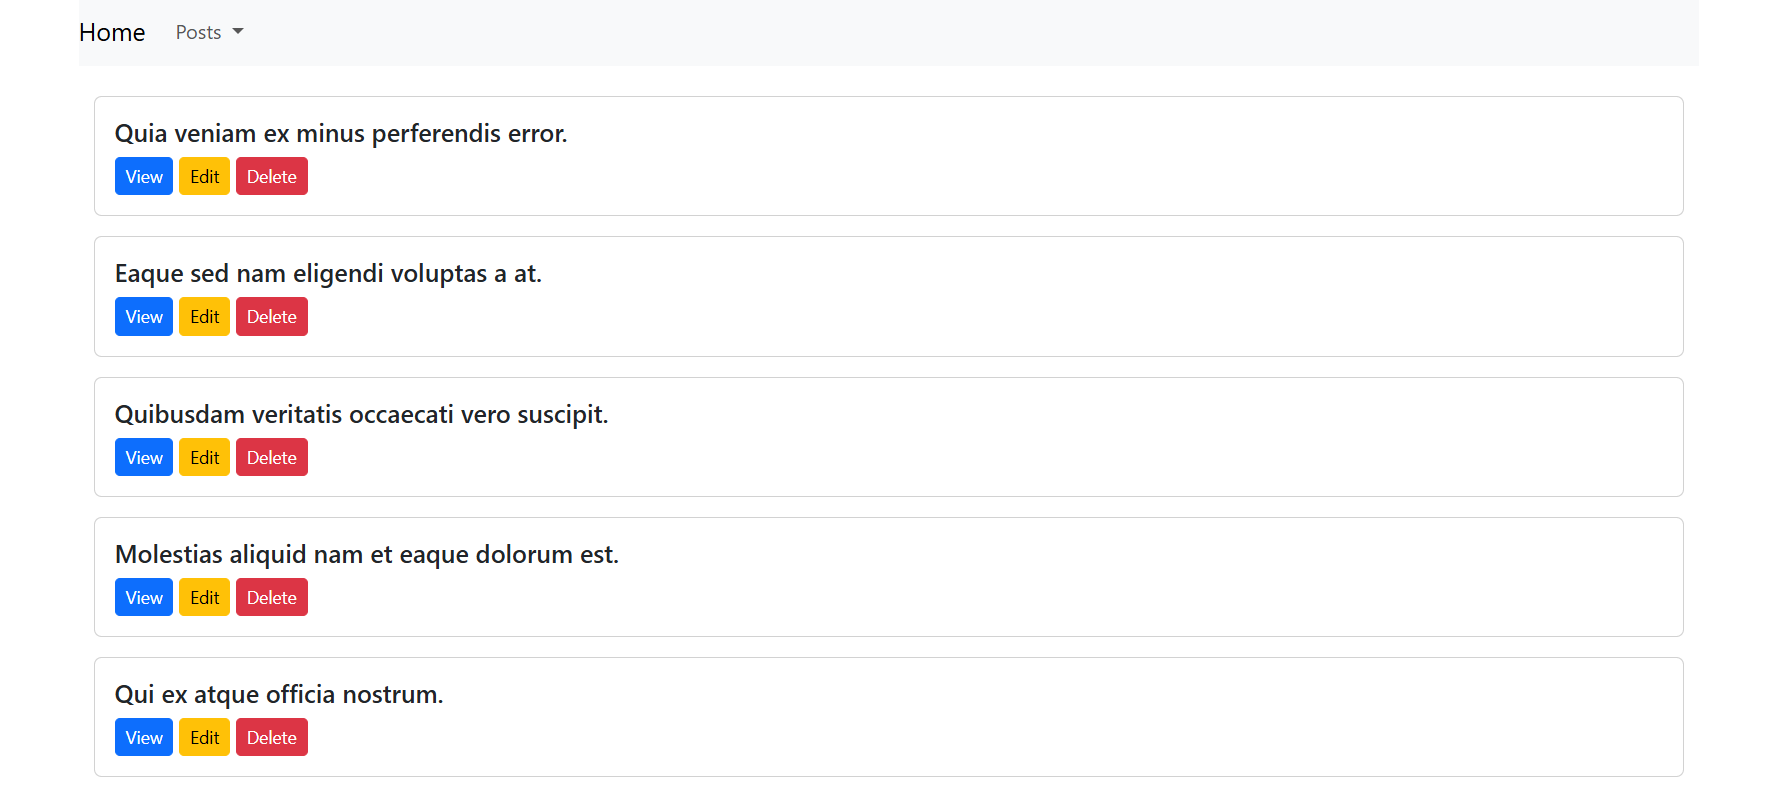 Home Posts
Quia veniam ex minus perferendis error.
View Edit Delete
Eaque sed nam eligendi voluptas a at.
View Edit Delete
Quibusdam veritatis occaecati vero suscipit.
View Edit Delete
Molestias aliquid nam et eaque dolorum est.
View Edit Delete
Qui ex atque officia nostrum.
View Edit Delete